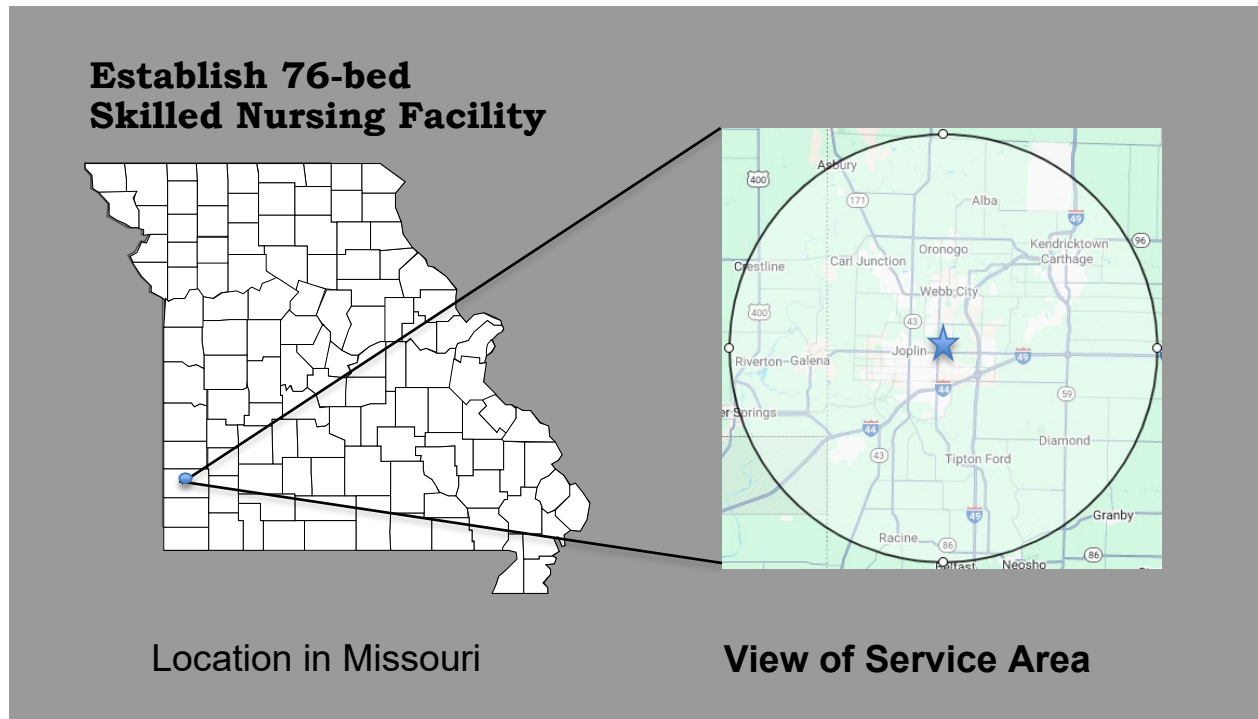 Establish 76-bed
Skilled Nursing Facility
Asbury
400
171
Alba
49
96
Oronogo
Kendricktown
Carthage
Carl Junction
Crestline
Webb City
400
43
Joplin
49
Riverton
Galena
44
59
er Springs
44
Diamond
43
Tipton Ford
49
Granby
Racine
86
86
Belfast
Neosho
Location in Missouri
View of Service Area